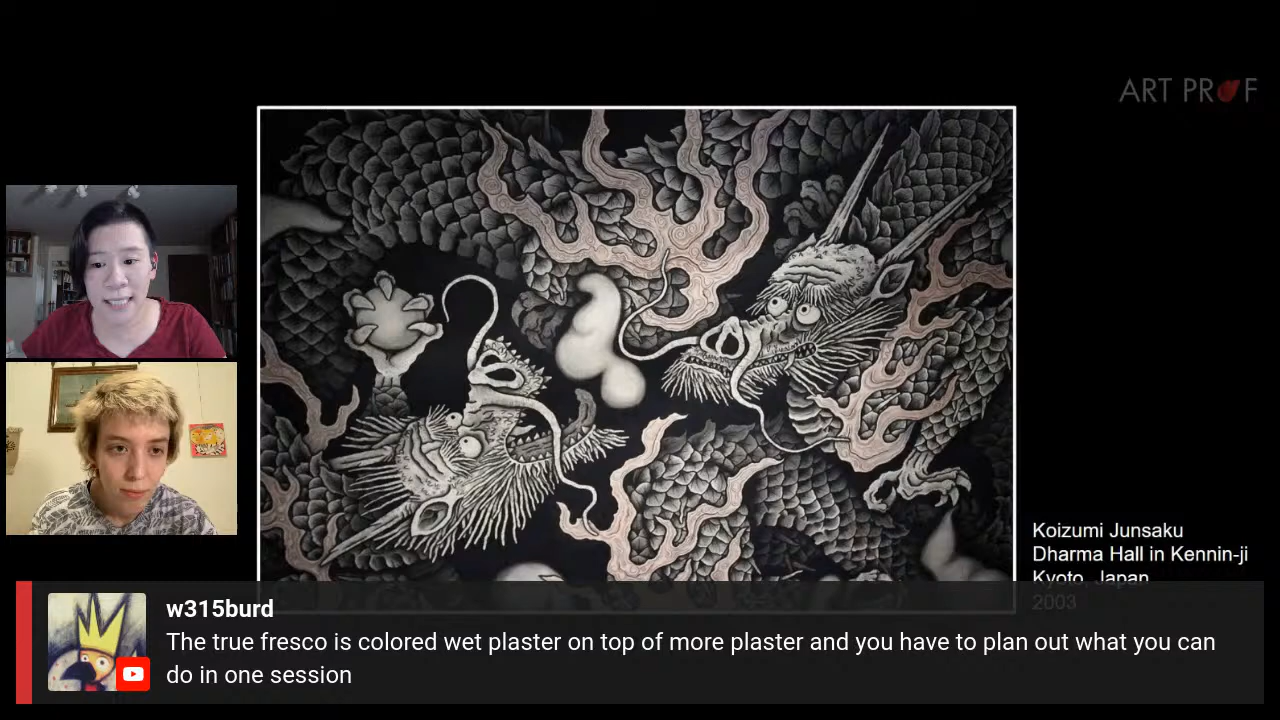 ART PROF
Koizumi Junsaku
Dharma Hall in Kennin-ji
Kyoto, Japan
2003
w315burd
The true fresco is colored wet plaster on top of more plaster and you have to plan out what you can
do in one session